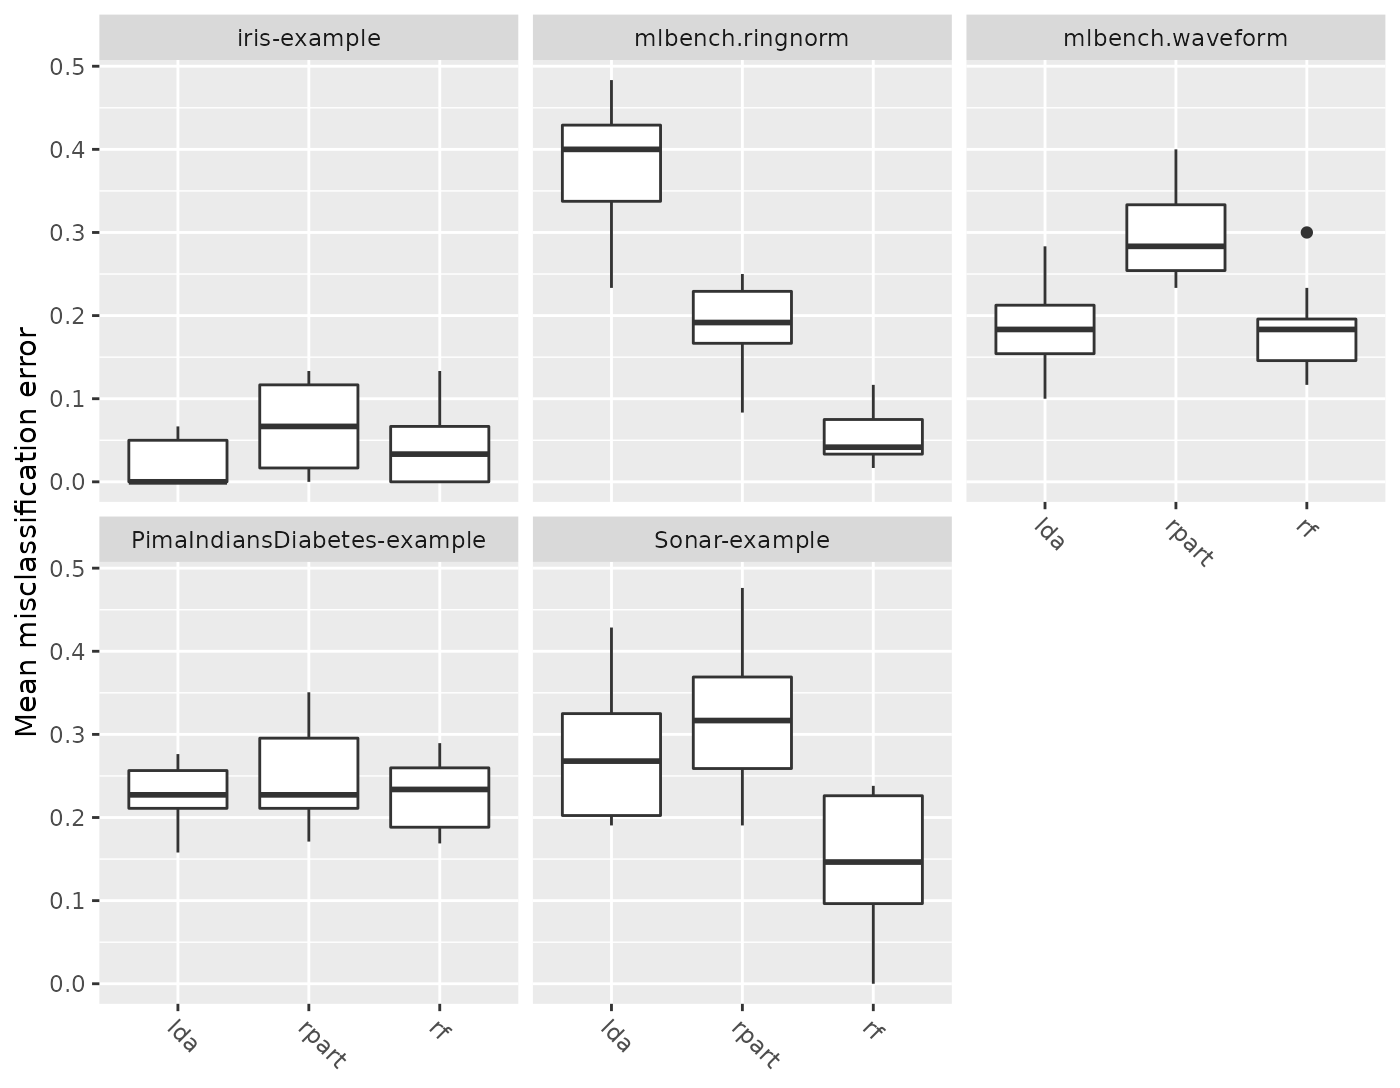 iris-example
mlbench.ringnorm
mlbench.waveform
0.5
0.4
0.3
0.2
0.1
0.0
lda
rpart
rf
Mean misclassification error
PimaIndiansDiabetes-example
Sonar-example
0.5
0.4
0.3
0.2
0.1
0.0
lda
rpart
rf
lda
rpart
rf